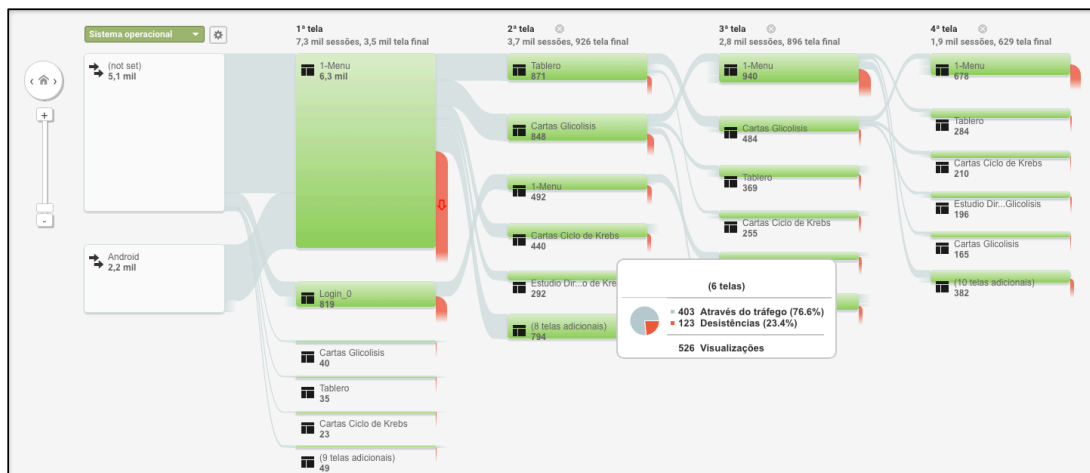 Sistema operacional
(not set)
5,1 mil
Android
2,2 mil
+
-
1ª tela
7,3 mil sessões, 3,5 mil tela final
1-Menu
6,3 mil
Login_0
819
Cartas Glicolisis
40
Tablero
35
Cartas Ciclo de Krebs
23
(9 telas adicionais)
49
2ª tela
3,7 mil sessões, 926 tela final
Tablero
871
Cartas Glicolisis
848
1-Menu
492
Cartas Ciclo de Krebs
440
Estudio Dir...o de Kre
292
(8 telas adicionais)
794
3ª tela
2,8 mil sessões, 896 tela final
1-Menu
940
Cartas Glicolisis
484
Tablero
369
Cartas Ciclo de Krebs
255
(6 telas)
403 Através do tráfego (76.6%)
123 Desistências (23.4%)
526 Visualizações
4ª tela
1,9 mil sessões, 629 tela final
1-Menu
678
Tablero
284
Cartas Ciclo de Krebs
210
Estudio Dir...Glicolisis
196
Cartas Glicolisis
165
(10 telas adicionais)
382